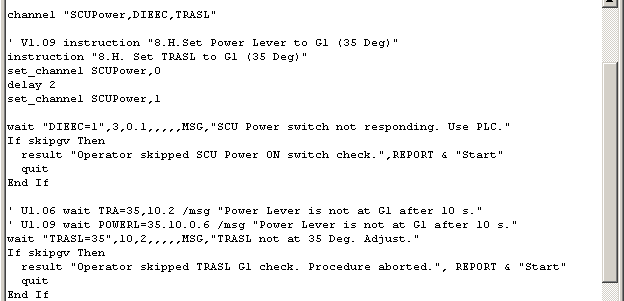 channel "SCUPower,DIEEC,TRASL"
' V1.09 instruction "8.H.Set Power Lever to G1 (35 Deg)"
instruction "8.H. Set TRASL to G1 (35 Deg)"
set_channel SCUPower,0
delay 2
set_channel SCUPower,1
wait "DIEEC=1",3,0.1,,,,,MSG,"SCU Power switch not responding. Use PLC."
If skipgv Then
result "Operator skipped SCU Power ON switch check.",REPORT & "Start"
quit
End If
' U1.06 wait TRA=35,10.2 /msg "Power Lever is not at G1 after 10 s."
' U1.09 wait POWERL=35.10.0.6 /msg "Power Lever is not at G1 after 10 s."
wait "TRASL=35",10,2,,,,,MSG,"TRASL not at 35 Deg. Adjust."
If skipgv Then
result "Operator skipped TRASL G1 check. Procedure aborted.", REPORT & "Start"
quit
End If